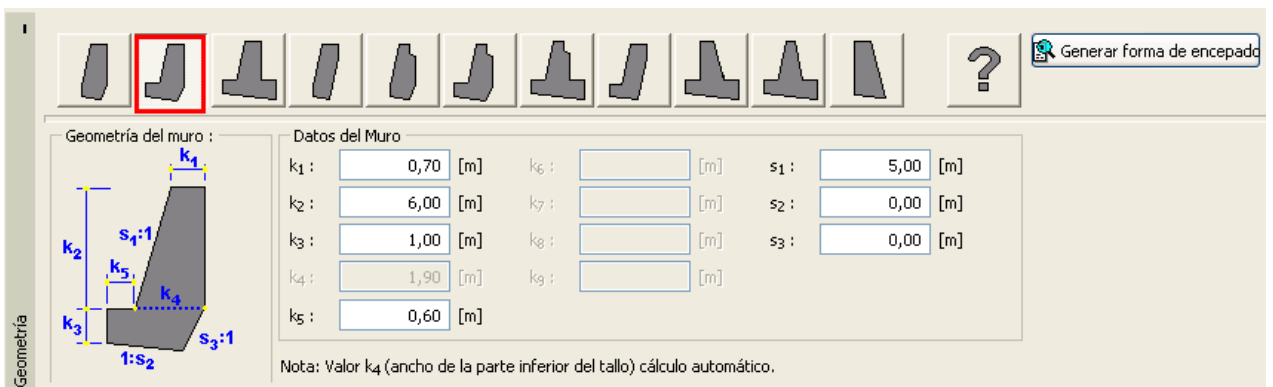 Generar forma de encepado
Geometría
Geometría del muro :
k1
k2
s1:1
k5
k4
k3
s3:1
1:s2
Datos del Muro
k1 : 0,70 [m] k6 : [m] s1 : 5,00 [m]
k2 : 6,00 [m] k7 : [m] s2 : 0,00 [m]
k3 : 1,00 [m] k8 : [m] s3 : 0,00 [m]
k4 : 1,90 [m] k9 : [m]
k5 : 0,60 [m]
Nota: Valor k4 (ancho de la parte inferior del tallo) cálculo automático.